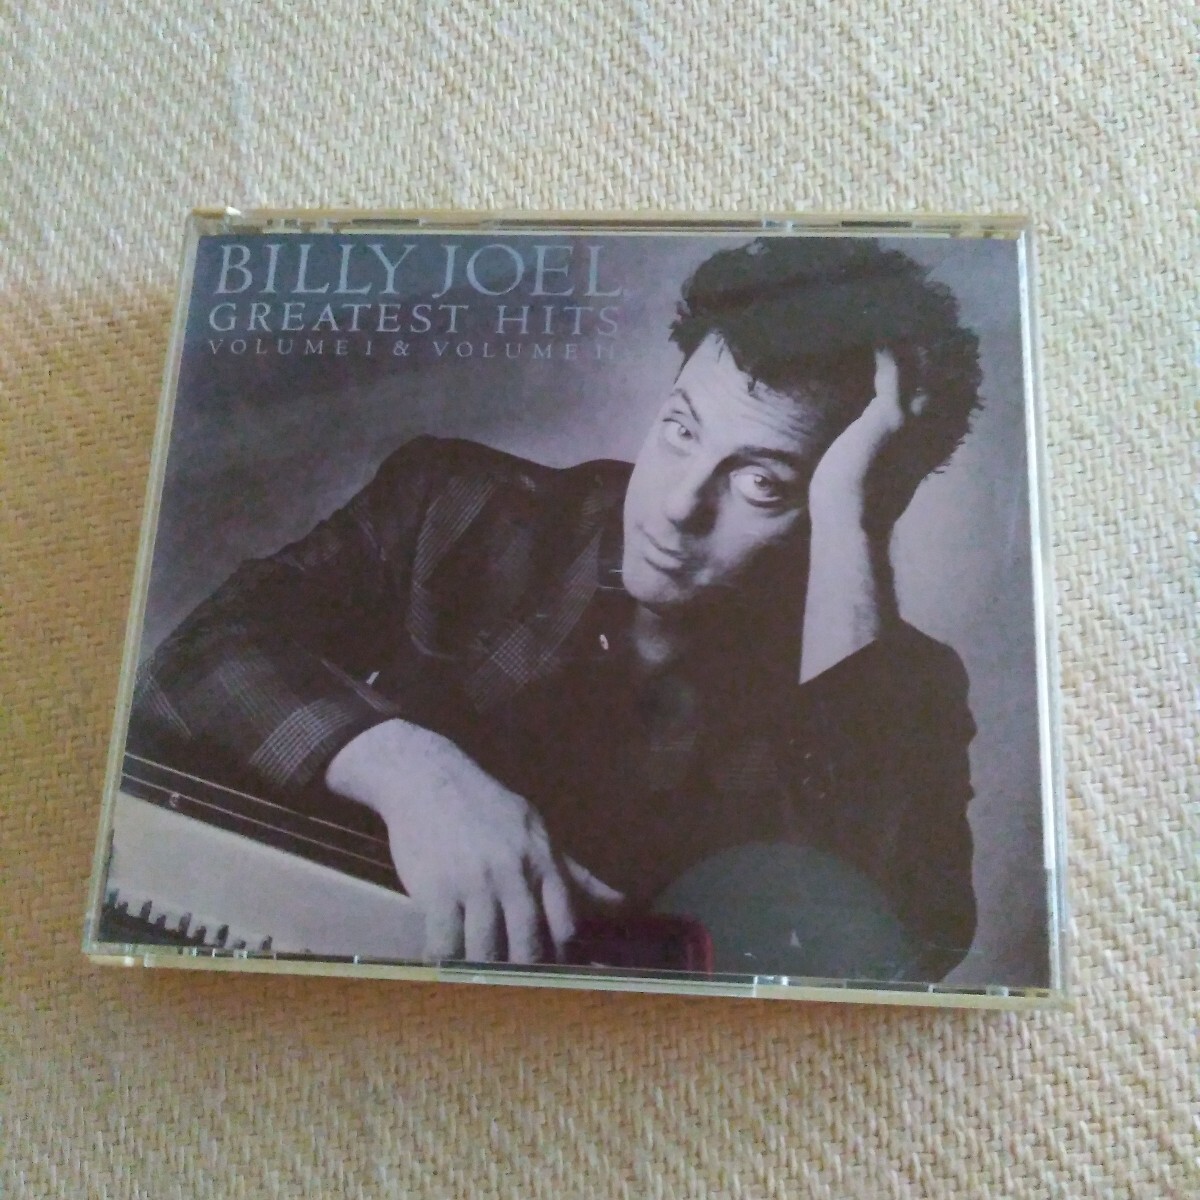 BILLY JOEL
GREATEST HITS
VOLUME I & VOLUME II